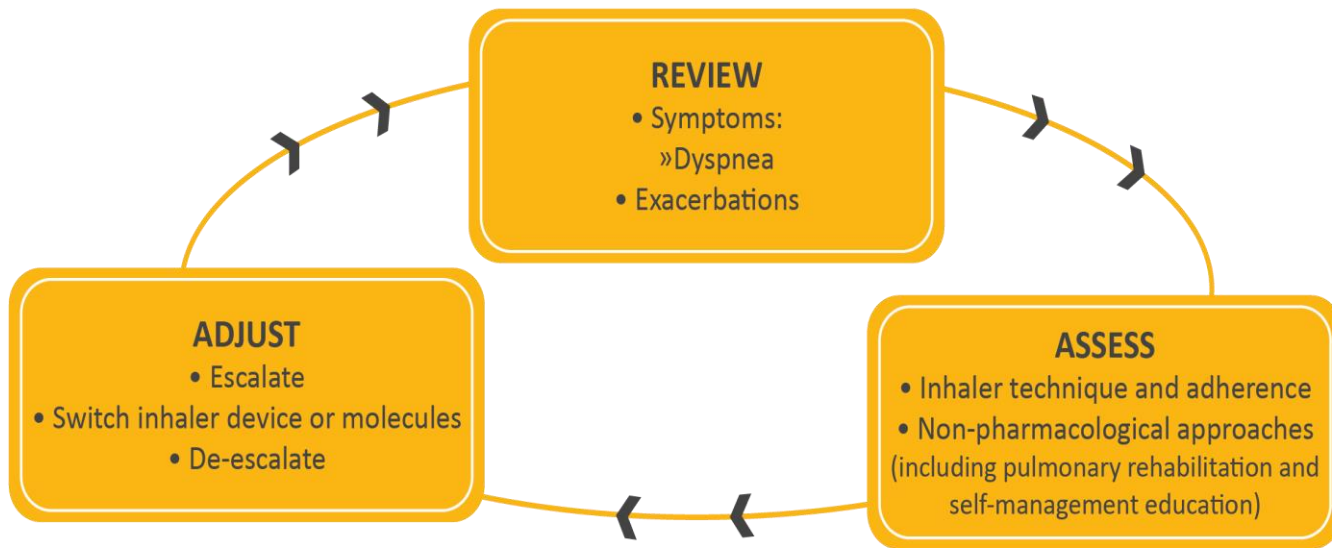 REVIEW
• Symptoms:
»Dyspnea
• Exacerbations
ADJUST
• Escalate
• Switch inhaler device or molecules
• De-escalate
ASSESS
• Inhaler technique and adherence
• Non-pharmacological approaches
(including pulmonary rehabilitation and
self-management education)